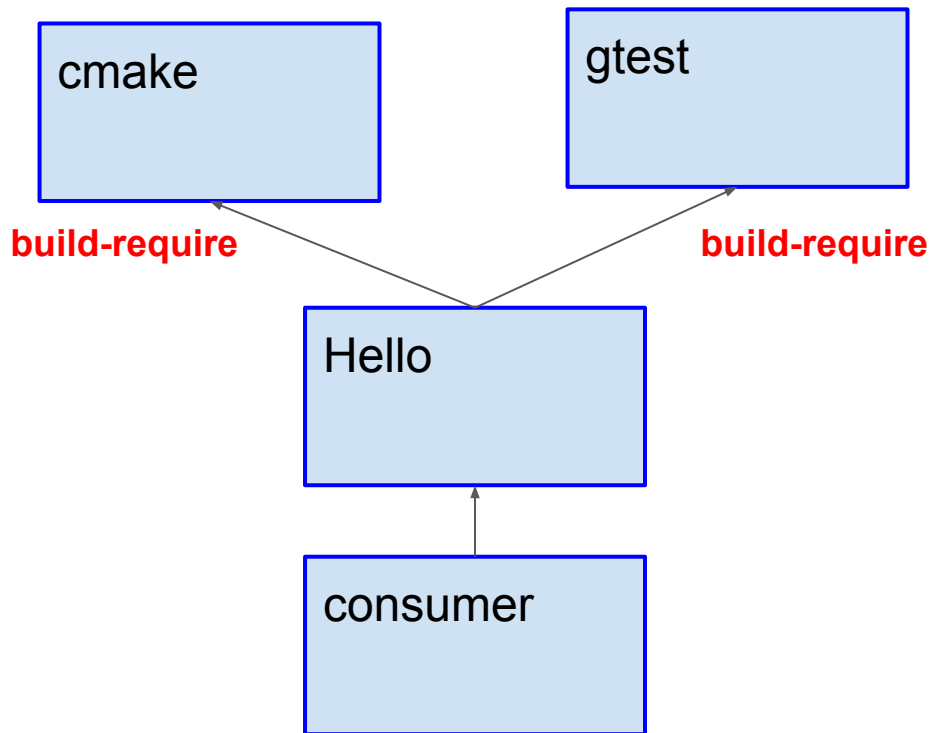 cmake
gtest
build-require
build-require
Hello
consumer